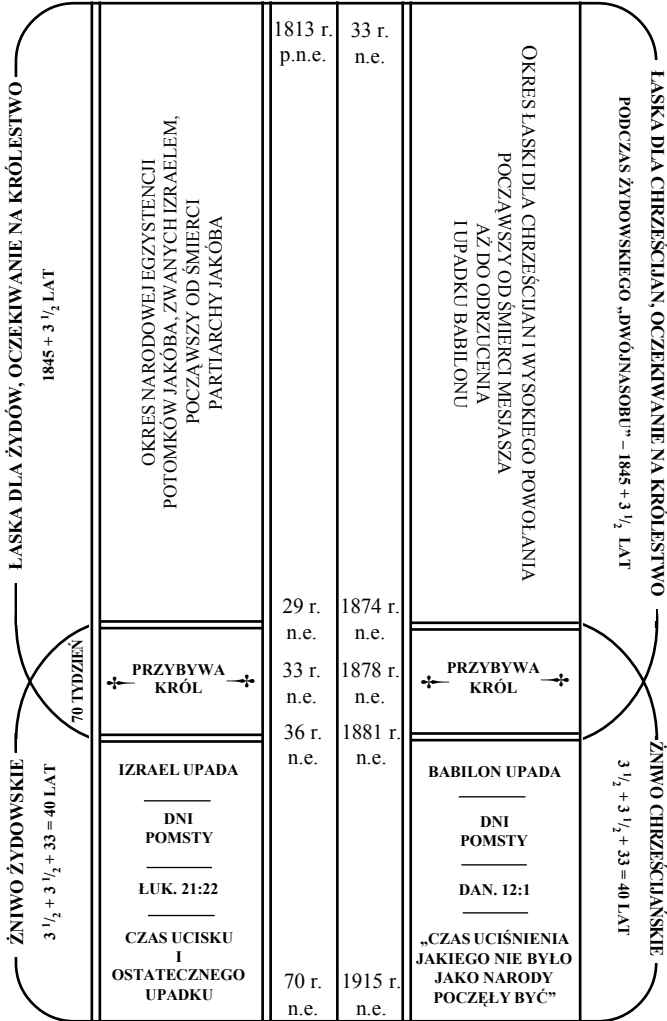 ŁASKA DLA ŻYDÓW, OCZEKIWANIE NA KRÓLESTWO
1845 + 3 1/2 LAT
OKRES NARODOWEJ EGZYSTENCJI
POTOMKÓW JAKÓBA, ZWANYCH IZRAELEM,
POCZĄWSZY OD ŚMIERCI
PARTIARCHY JAKÓBA
1813 r.
p.n.e.
33 r.
n.e.
OKRES ŁASKI DLA CHRZEŚCIJAN I WYSOKIEGO POWOŁANIA
POCZĄWSZY OD ŚMIERCI MESJASZA
AŻ DO ODRZUCENIA
I UPADKU BABILONU
ŁASKA DLA CHRZEŚCIJAN, OCZEKIWANIE NA KRÓLESTWO
PODCZAS ŻYDOWSKIEGO „DWÓJNASOBU” – 1845 + 3 1/2 LAT
70 TYDZIEŃ
PRZYBYWA
KRÓL
29 r.
n.e.
1874 r.
n.e.
33 r.
n.e.
1878 r.
n.e.
36 r.
n.e.
1881 r.
n.e.
PRZYBYWA
KRÓL
ŻNIWO ŻYDOWSKIE
3 1/2 + 3 1/2 + 33 = 40 LAT
IZRAEL UPADA
DNI
POMSTY
ŁUK. 21:22
CZAS UCISKU
I
OSTATECZNEGO
UPADKU
70 r.
n.e.
1915 r.
n.e.
BABILON UPADA
DNI
POMSTY
DAN. 12:1
„CZAS UCIŚNIENIA
JAKIEGO NIE BYŁO
JAKO NARODY
POCZĘŁY BYĆ”
ŻNIWO CHRZEŚCIJAŃSKIE
3 1/2 + 3 1/2 + 33 = 40 LAT